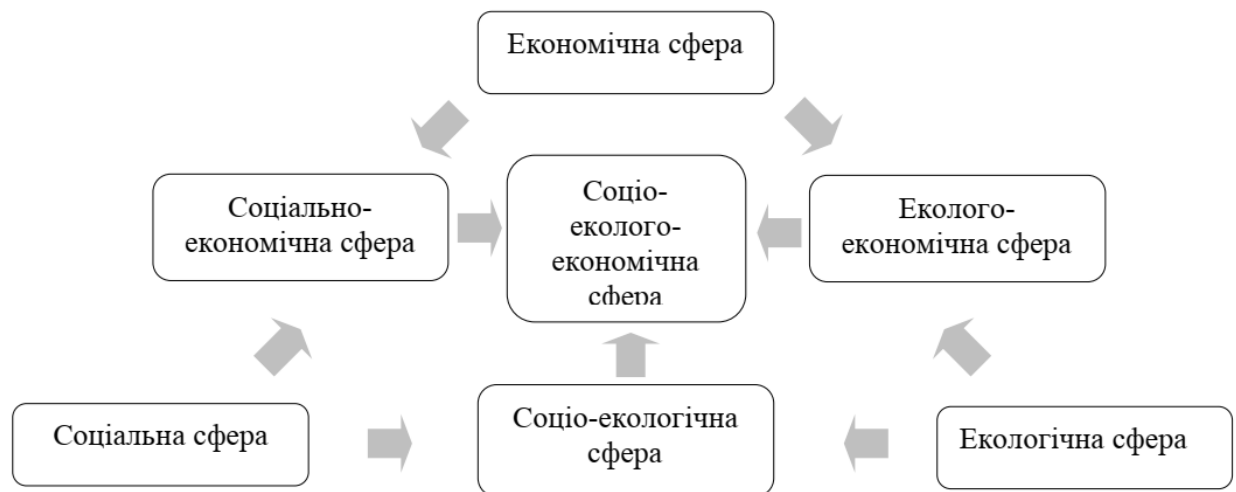 Економічна сфера
Соціально-
економічна сфера
Соціо-
еколого-
економічна
сфера
Еколого-
економічна сфера
Соціальна сфера
Соціо-екологічна
сфера
Екологічна сфера